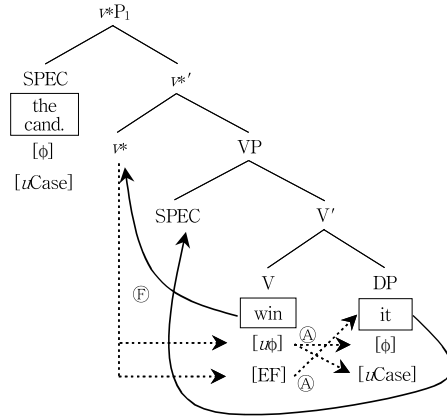 v*P₁
SPEC
v*′
the
cand.
[ϕ]
[uCase]
v*
VP
SPEC
V′
V
DP
Ⓕ
win
it
[uϕ]
Ⓐ
[ϕ]
[EF]
Ⓐ
[uCase]